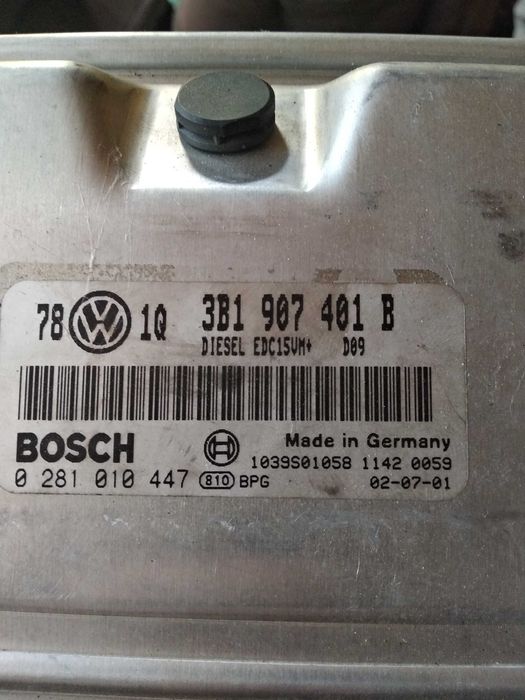 78 VW 1Q 3B1 907 401 B
DIESEL EDC15VM+ D09
BOSCH Made in Germany
1039S01058 1142 0059
0 281 010 447 810 BPG 02-07-01